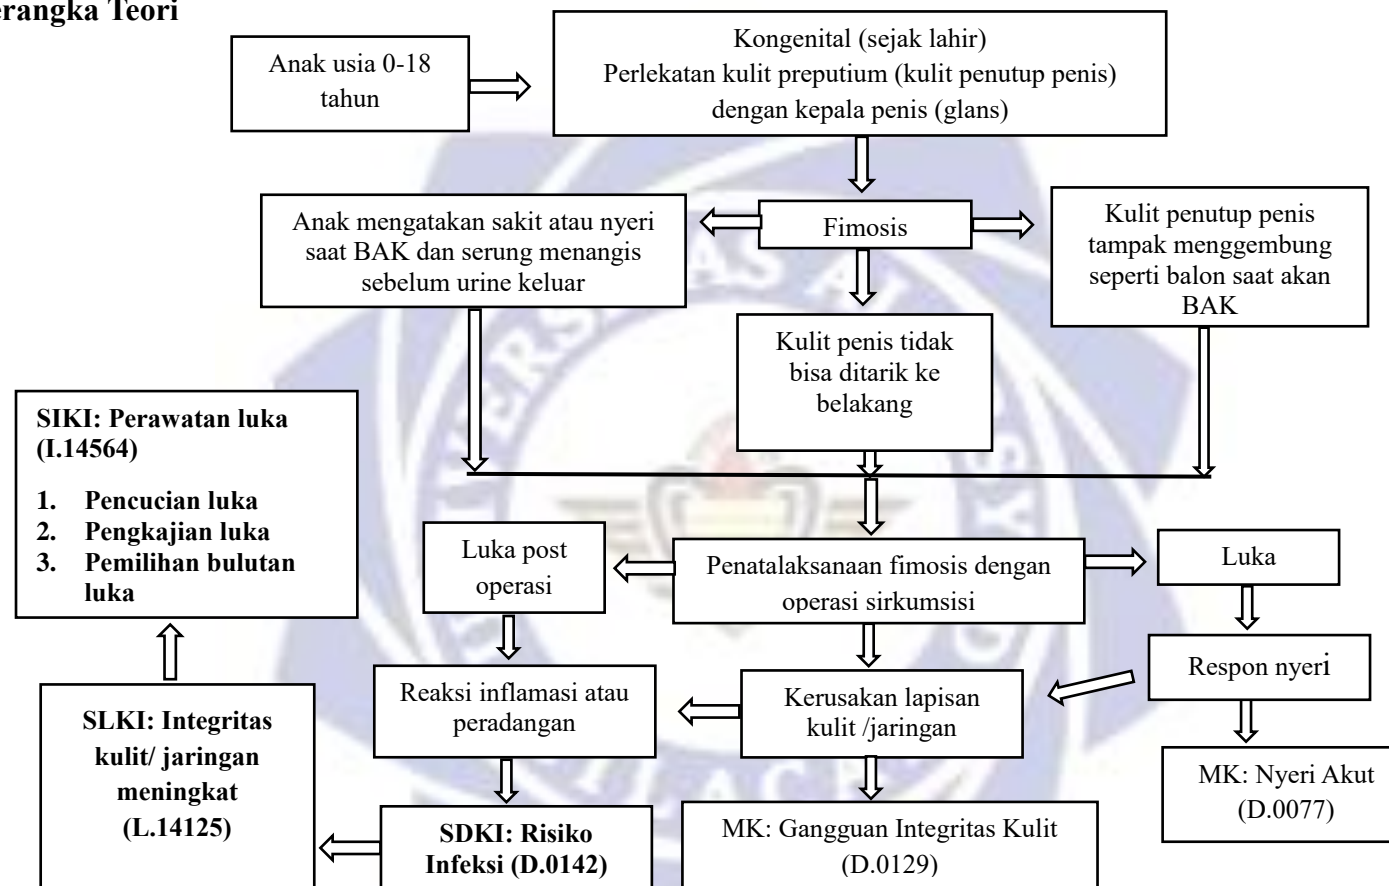 erangka Teori
Anak usia 0-18
tahun
Kongenital (sejak lahir)
Perlekatan kulit preputium (kulit penutup penis)
dengan kepala penis (glans)
Anak mengatakan sakit atau nyeri
saat BAK dan serung menangis
sebelum urine keluar
Fimosis
Kulit penutup penis
tampak menggembung
seperti balon saat akan
BAK
Kulit penis tidak
bisa ditarik ke
belakang
SIKI: Perawatan luka
(I.14564)
1. Pencucian luka
2. Pengkajian luka
3. Pemilihan bulutan
luka
Luka post
operasi
Penatalaksanaan fimosis dengan
operasi sirkumsisi
Luka
Reaksi inflamasi atau
peradangan
Kerusakan lapisan
kulit /jaringan
Respon nyeri
SLKI: Integritas
kulit/ jaringan
meningkat
(L.14125)
SDKI: Risiko
Infeksi (D.0142)
MK: Gangguan Integritas Kulit
(D.0129)
MK: Nyeri Akut
(D.0077)